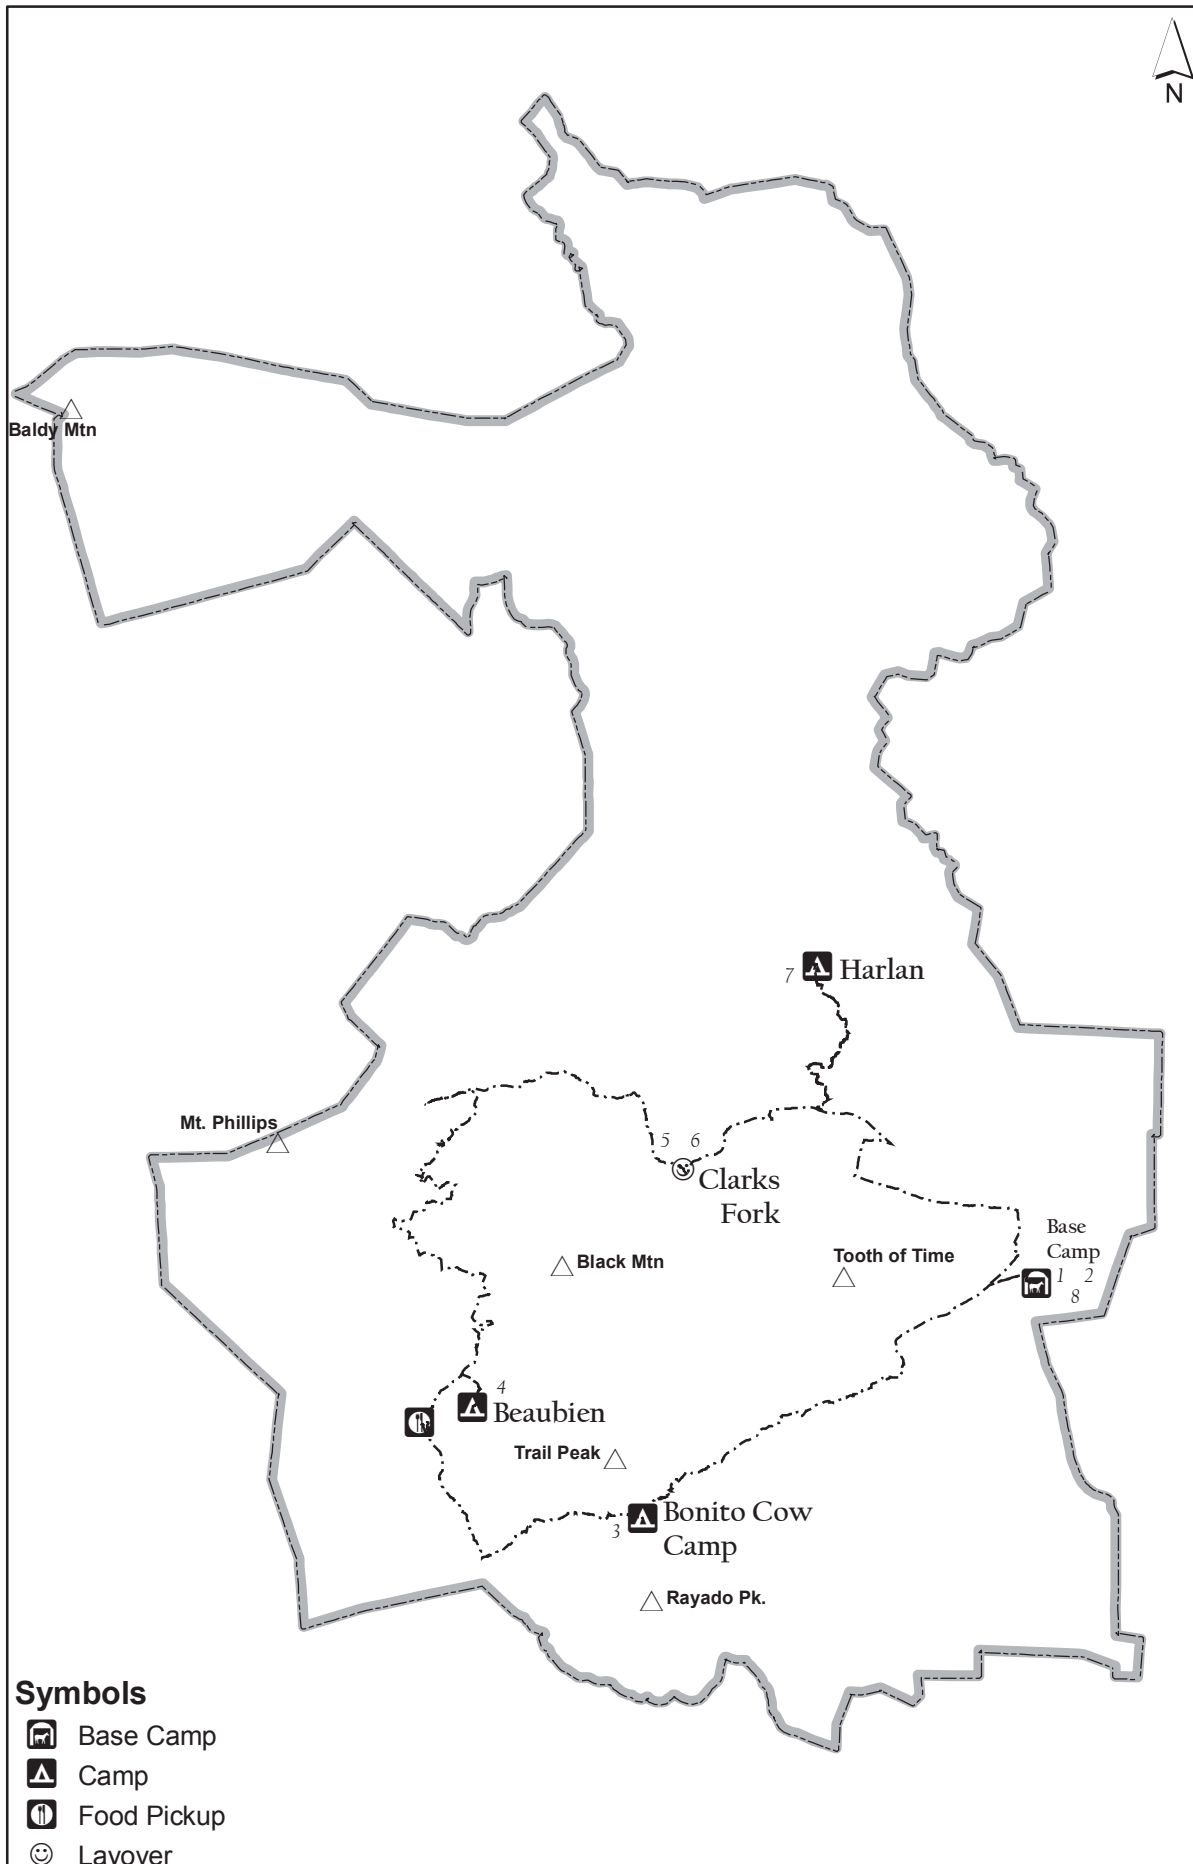 N
Baldy Mtn
7
Harlan
Mt. Phillips
5 6
Clarks
Fork
Base
Camp
1 2
8
Black Mtn
Tooth of Time
4
Beaubien
Trail Peak
Bonito Cow
Camp
3
Rayado Pk.
Symbols
Base Camp
Camp
Food Pickup
Layover